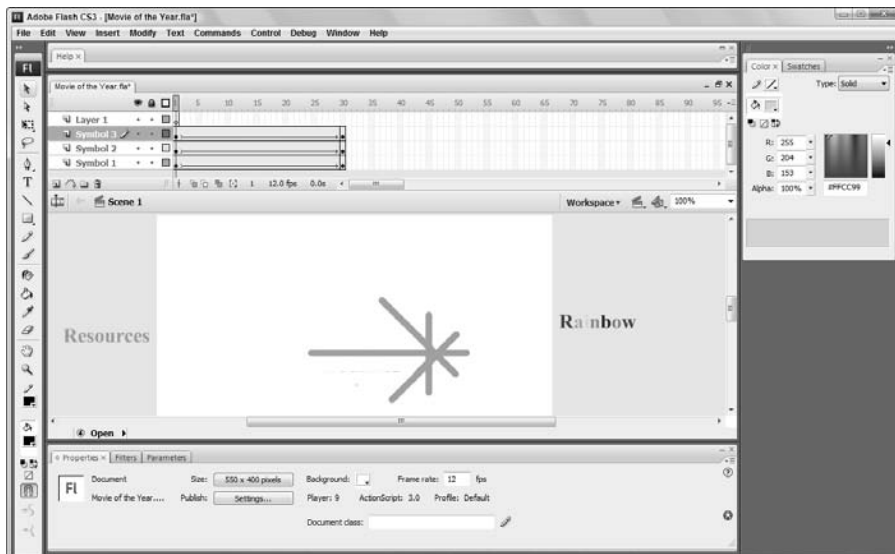 Fl Adobe Flash CS3 - [Movie of the Year.fla*]
File Edit View Insert Modify Text Commands Control Debug Window Help
Help ×
Fl
Movie of the Year.fla*
1 5 10 15 20 25 30 35 40 45 50 55 60 65 70 75 80 85 90 95
Layer 1
Symbol 3
Symbol 2
Symbol 1
1 12.0 fps 0.0s
Scene 1 Workspace 100%
Resources
Rainbow
Open
Properties × Filters Parameters
Fl Document Size: 550 x 400 pixels Background: Frame rate: 12 fps
Movie of the Year.... Publish: Settings... Player: 9 ActionScript: 3.0 Profile: Default
Document class:
Color × Swatches
Type: Solid
R: 255
G: 204
B: 153
Alpha: 100% #FFCC99
T